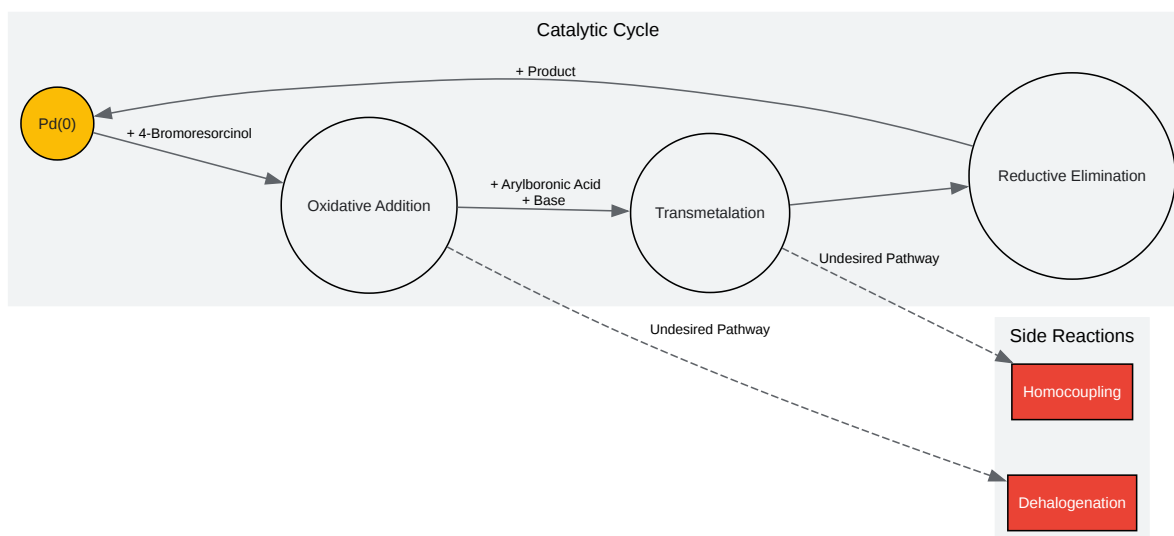 Catalytic Cycle
+ Product
Pd(0)
+ 4-Bromoresorcinol
Oxidative Addition
+ Arylboronic Acid
+ Base
Transmetalation
Reductive Elimination
Undesired Pathway
Undesired Pathway
Side Reactions
Homocoupling
Dehalogenation